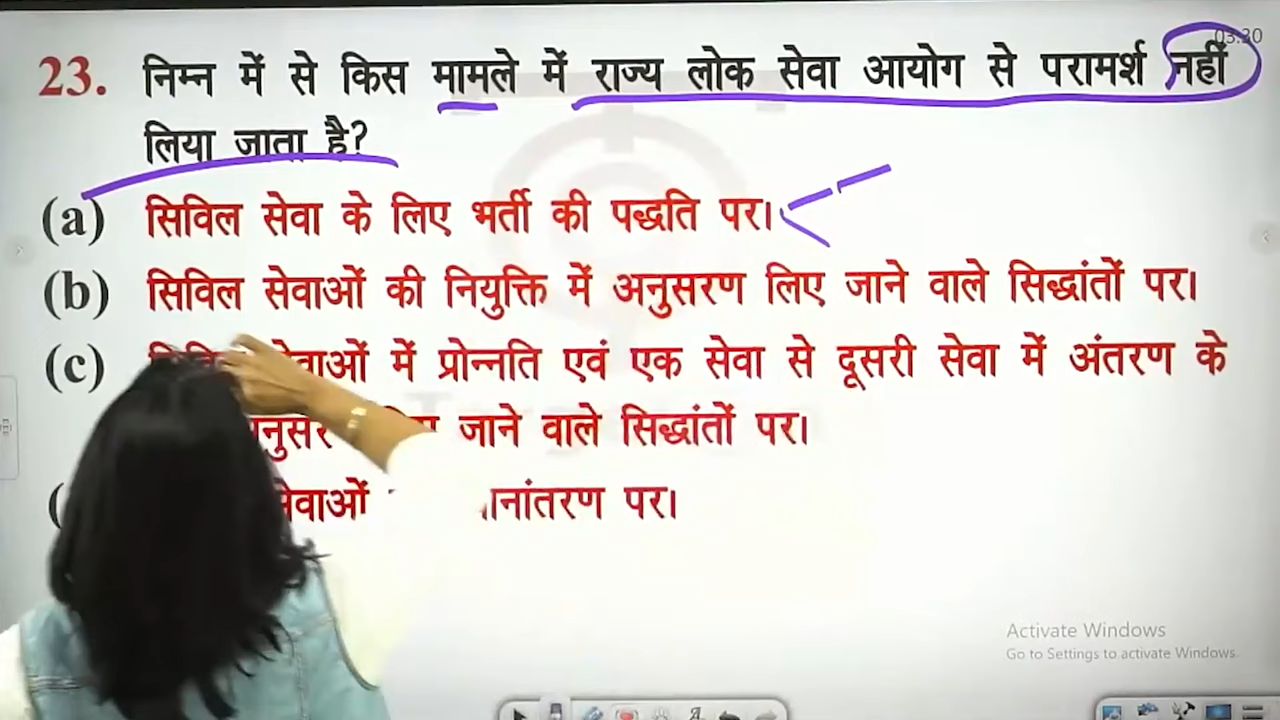 03:20
23. निम्न में से किस मामले में राज्य लोक सेवा आयोग से परामर्श नहीं
लिया जाता है?
(a) सिविल सेवा के लिए भर्ती की पद्धति पर।
(b) सिविल सेवाओं की नियुक्ति में अनुसरण लिए जाने वाले सिद्धांतों पर।
(c) सेवाओं में प्रोन्नति एवं एक सेवा से दूसरी सेवा में अंतरण के
जाने वाले सिद्धांतों पर।
सेवाओं पर।
Activate Windows
Go to Settings to activate Windows.